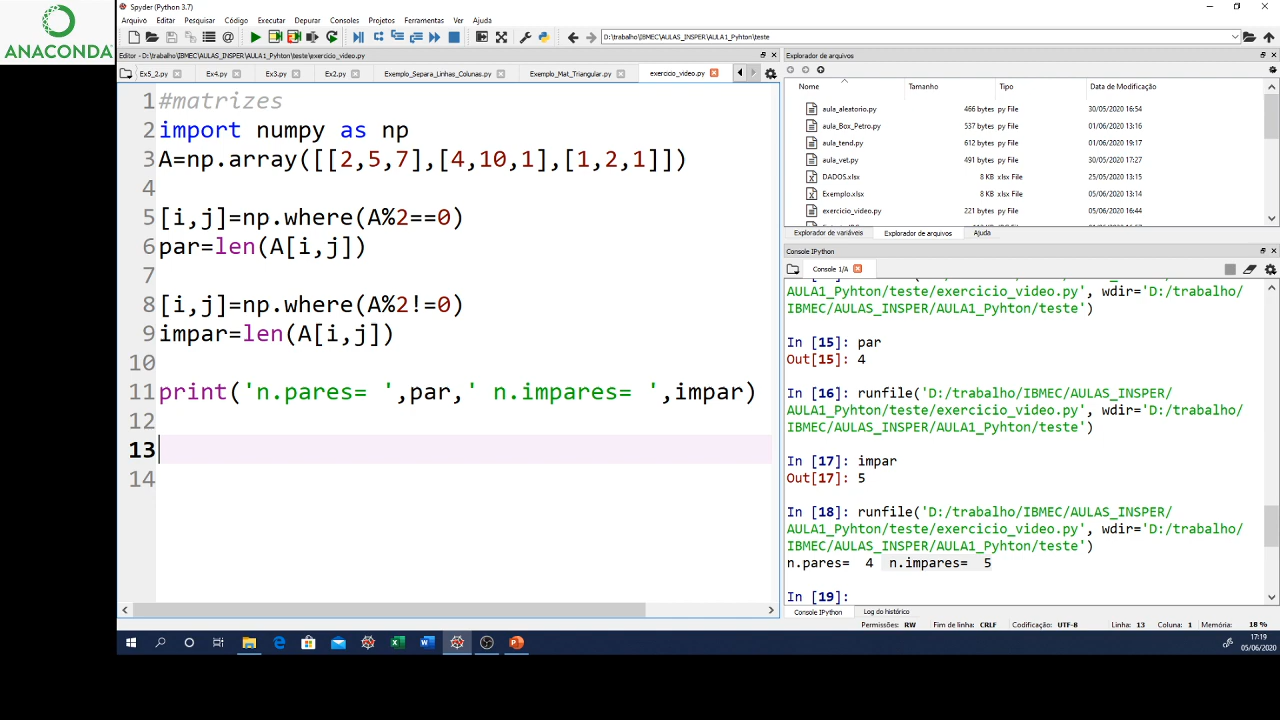 ANACONDA
Spyder (Python 3.7)
Arquivo Editar Pesquisar Código Executar Depurar Consoles Projetos Ferramentas Ver Ajuda
D:\trabalho\IBMEC\AULAS_INSPER\AULA1_Pyhton\teste
Editor - D:\trabalho\IBMEC\AULAS_INSPER\AULA1_Pyhton\teste\exercicio_video.py
Ex5_2.py Ex4.py Ex3.py Ex2.py Exemplo_Separa_Linhas_Colunas.py Exemplo_Mat_Triangular.py exercicio_video.py
1 #matrizes
2 import numpy as np
3 A=np.array([[2,5,7],[4,10,1],[1,2,1]])
4
5 [i,j]=np.where(A%2==0)
6 par=len(A[i,j])
7
8 [i,j]=np.where(A%2!=0)
9 impar=len(A[i,j])
10
11 print('n.pares= ',par,' n.impares= ',impar)
12
13
14
Explorador de arquivos
Nome Tamanho Tipo Data de Modificação
aula_aleatorio.py 466 bytes py File 30/05/2020 16:54
aula_Box_Petro.py 537 bytes py File 01/06/2020 13:16
aula_tend.py 612 bytes py File 01/06/2020 19:17
aula_vet.py 491 bytes py File 30/05/2020 17:27
DADOS.xlsx 8 KB xlsx File 25/05/2020 13:15
Exemplo.xlsx 8 KB xlsx File 05/06/2020 13:14
exercicio_video.py 221 bytes py File 05/06/2020 16:44
Explorador de variáveis Explorador de arquivos Ajuda
Console IPython
Console 1/A
AULA1_Pyhton/teste/exercicio_video.py', wdir='D:/trabalho/
IBMEC/AULAS_INSPER/AULA1_Pyhton/teste')
In [15]: par
Out[15]: 4
In [16]: runfile('D:/trabalho/IBMEC/AULAS_INSPER/
AULA1_Pyhton/teste/exercicio_video.py', wdir='D:/trabalho/
IBMEC/AULAS_INSPER/AULA1_Pyhton/teste')
In [17]: impar
Out[17]: 5
In [18]: runfile('D:/trabalho/IBMEC/AULAS_INSPER/
AULA1_Pyhton/teste/exercicio_video.py', wdir='D:/trabalho/
IBMEC/AULAS_INSPER/AULA1_Pyhton/teste')
n.pares= 4 n.impares= 5
In [19]:
Console IPython Log do histórico
Permissões: RW Fim de linha: CRLF Codificação: UTF-8 Linha: 13 Coluna: 1 Memória: 18 %
17:19
05/06/2020